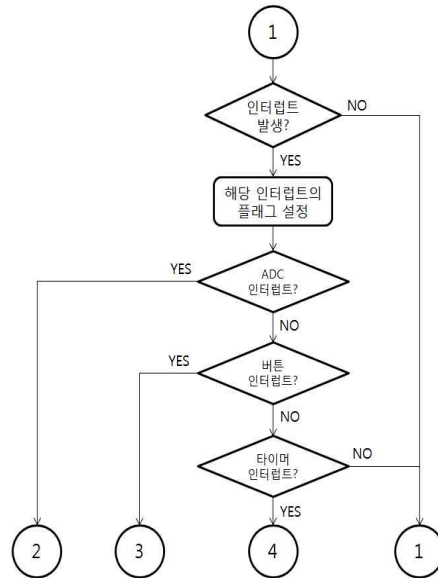 1
인터럽트
발생?
NO
YES
해당 인터럽트의
플래그 설정
YES
ADC
인터럽트?
NO
YES
버튼
인터럽트?
NO
타이머
인터럽트?
NO
YES
2
3
4
1